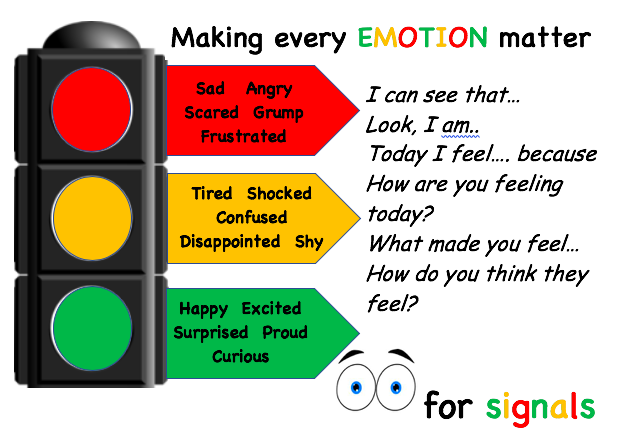 Making every EMOTION matter
Sad Angry
Scared Grump
Frustrated
Tired Shocked
Confused
Disappointed Shy
Happy Excited
Surprised Proud
Curious
I can see that…
Look, I am..
Today I feel…. because
How are you feeling
today?
What made you feel…
How do you think they
feel?
for signals